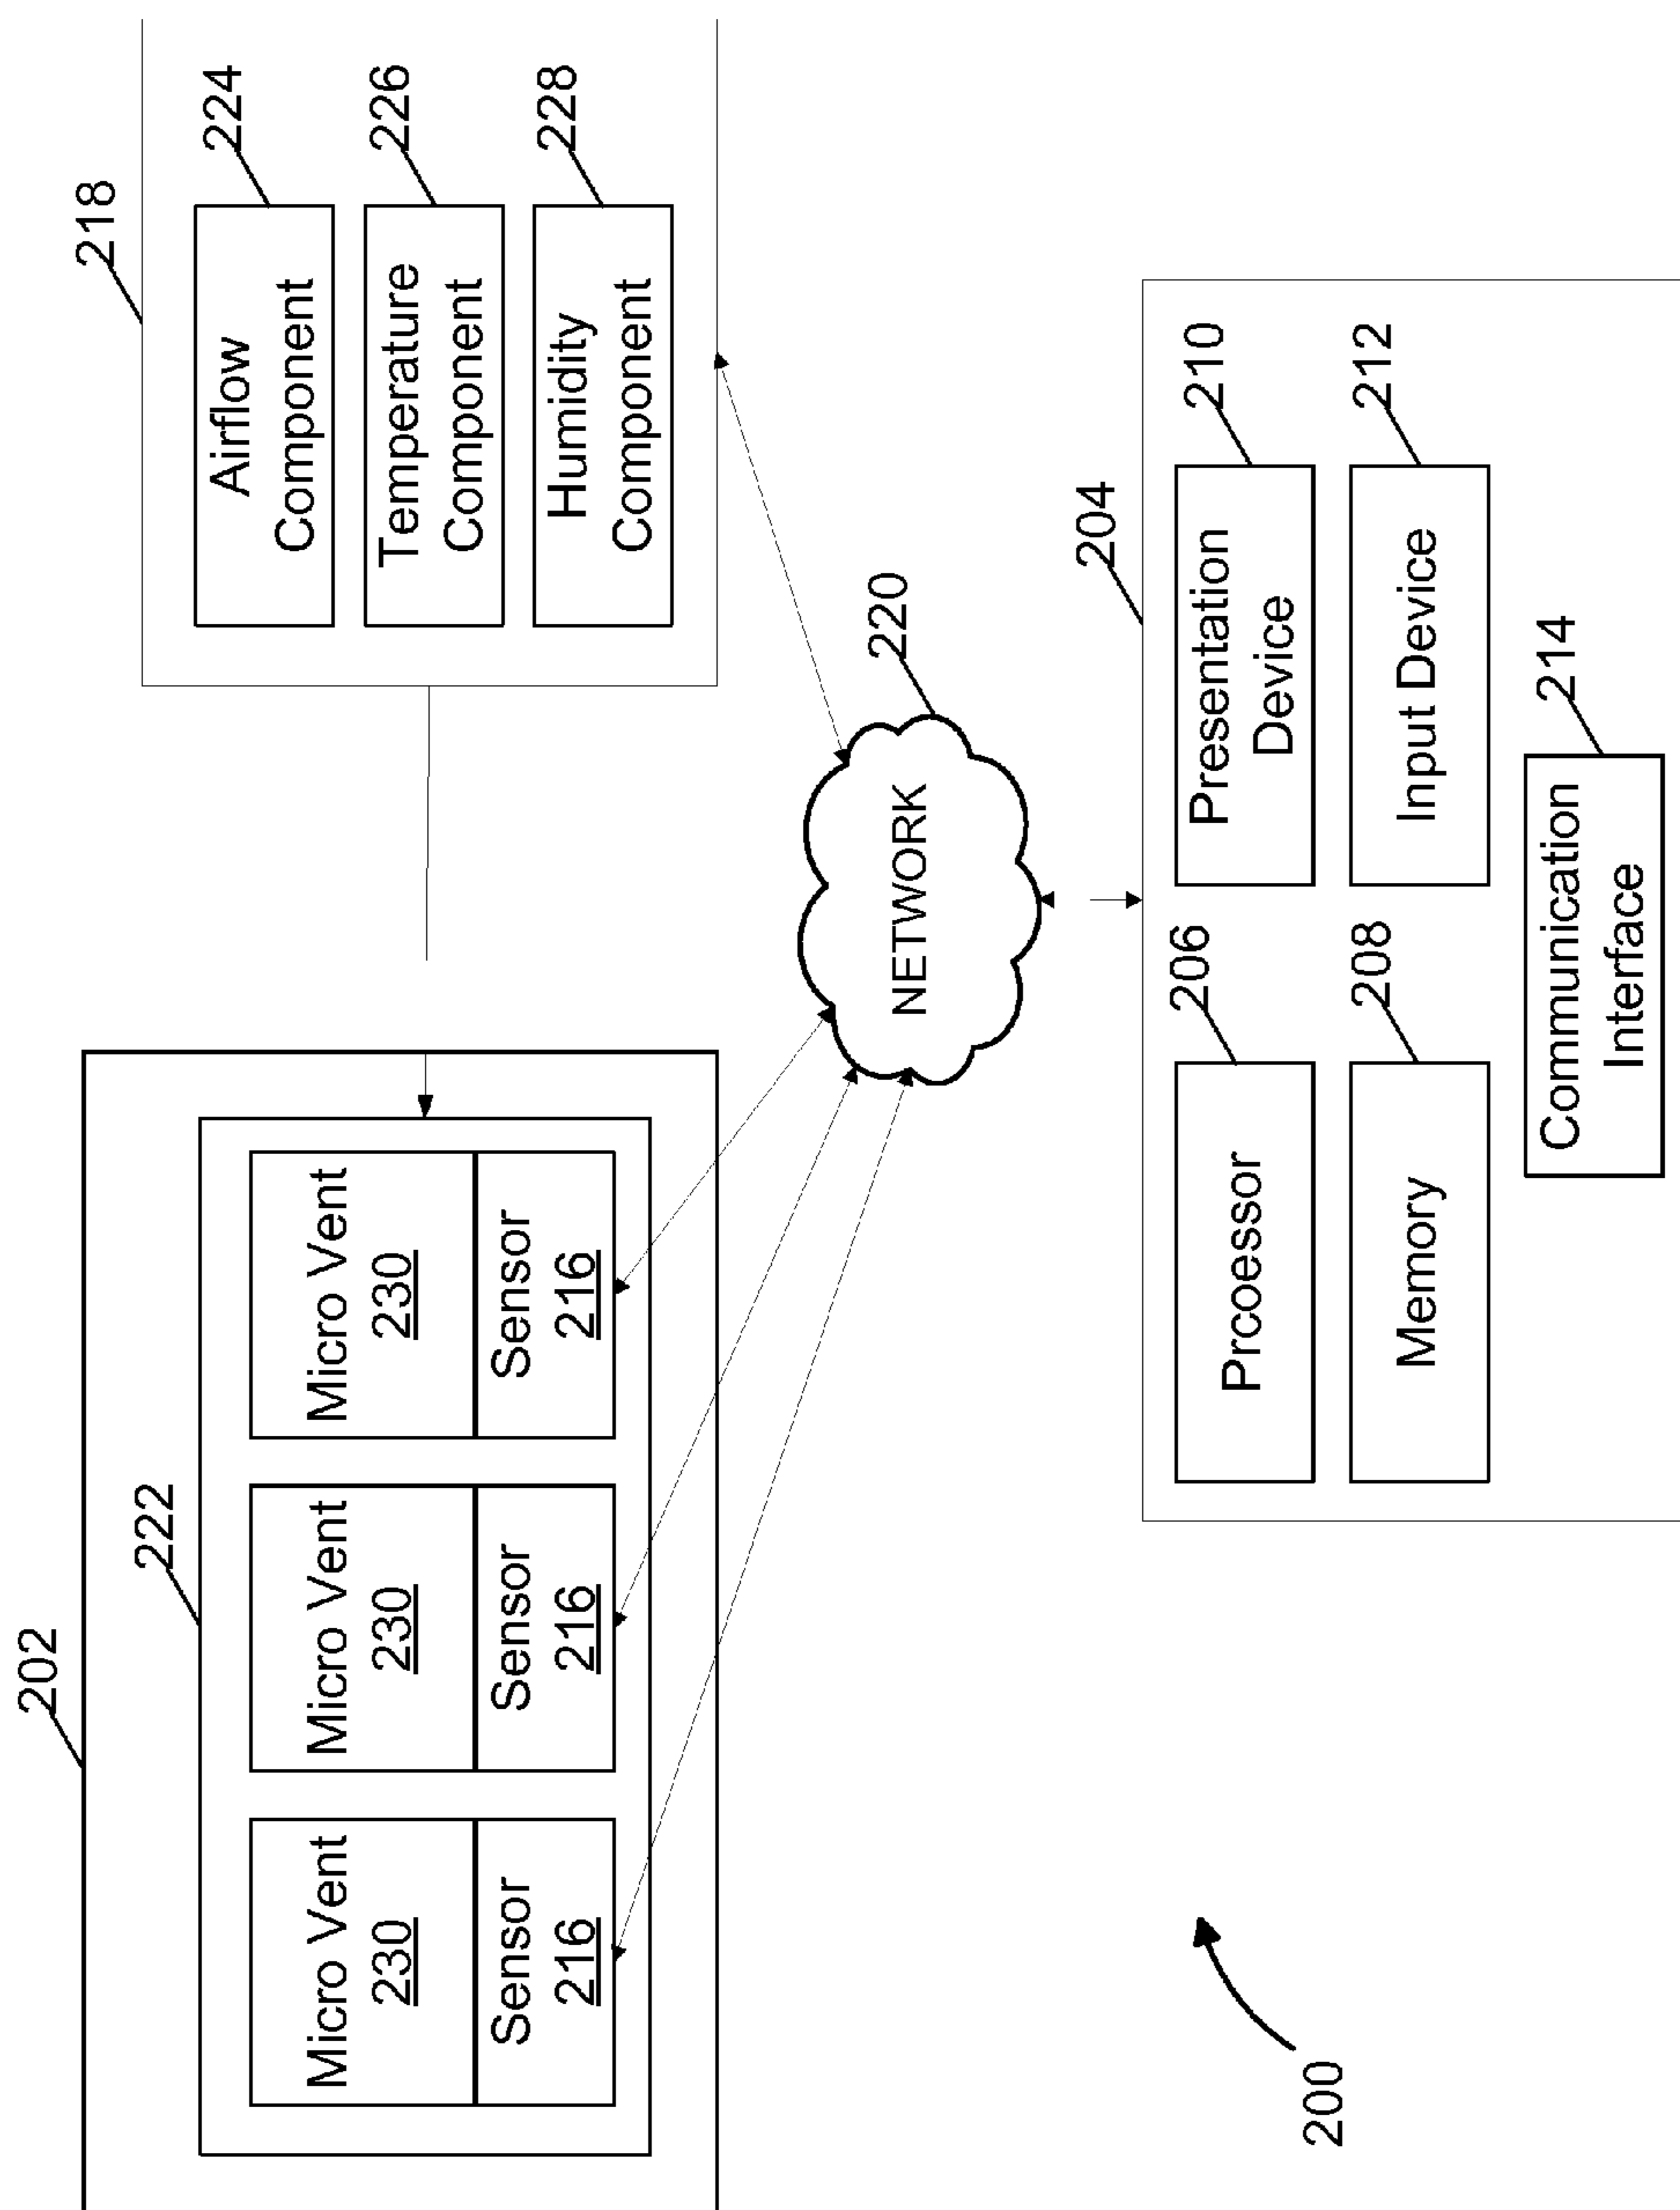 202
222
218
Micro Vent
230
Sensor
216
Micro Vent
230
Sensor
216
Micro Vent
230
Sensor
216
Airflow
Component
224
Temperature
Component
226
Humidity
Component
228
NETWORK
220
204
Prcoessor
206
Presentation
Device
210
Memory
208
Input Device
212
Communication
Interface
214
200